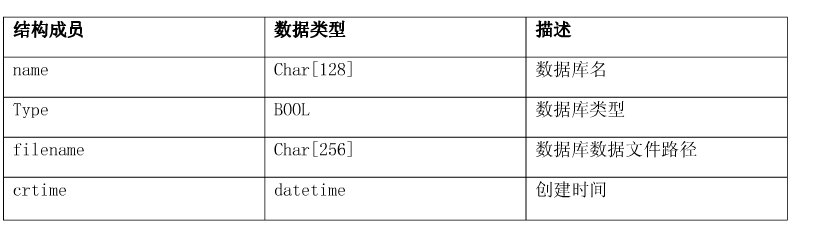 结构成员 数据类型 描述
name Char[128] 数据库名
Type BOOL 数据库类型
filename Char[256] 数据库数据文件路径
crtime datetime 创建时间